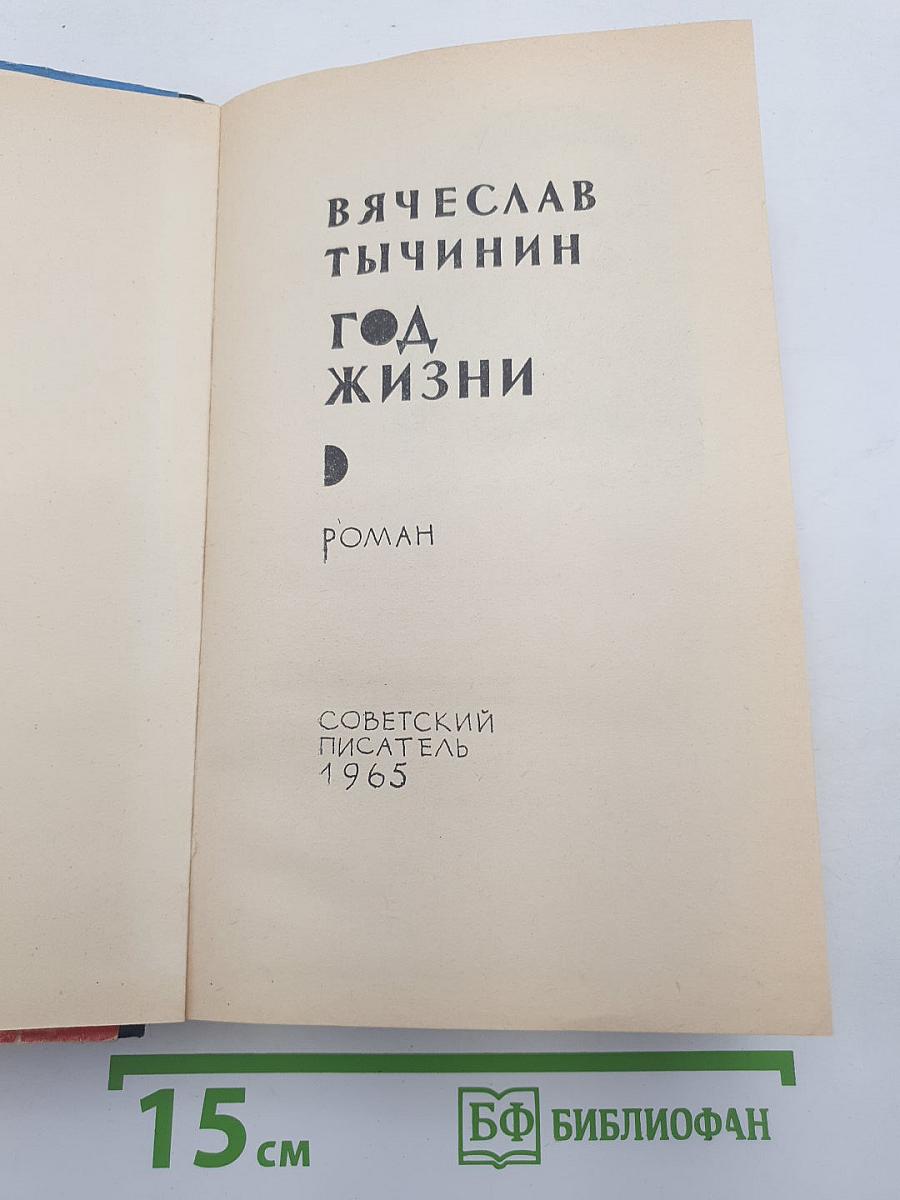 ВЯЧЕСЛАВ
ТЫЧИНИН
ГОД
ЖИЗНИ
РОМАН
СОВЕТСКИЙ
ПИСАТЕЛЬ
1965
15 см
БФ БИБЛИОФАН